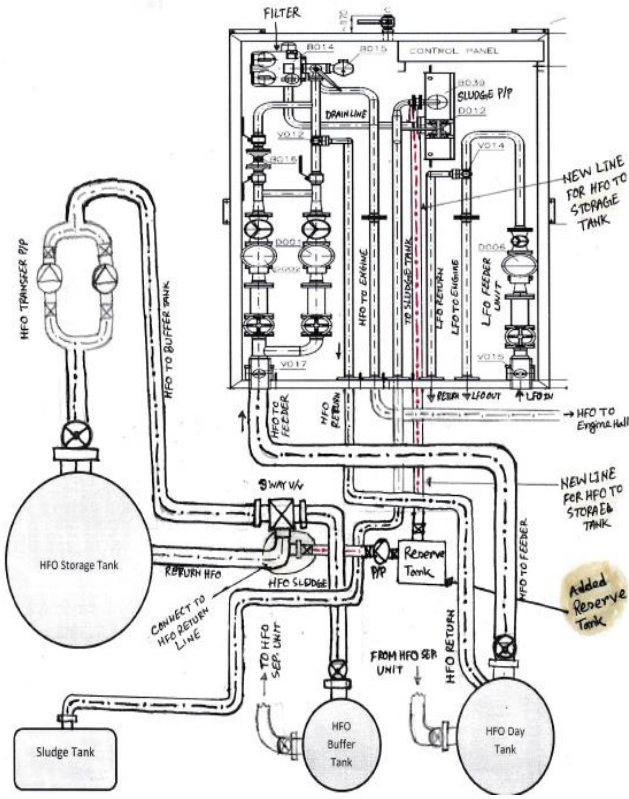 FILTER
B014
B015
CONTROL PANEL
B039
SLUDGE P/P
D012
DRAINLINE
V012
V014
B016
NEW LINE
FOR HFO TO
STORAGE
TANK
D001
D002
D006
HFO TO ENGINE
TO SLUDGE TANK
LFO RETURN
LFO TO ENGINE
LFO FEEDER
UNIT
HFO TRANSFER P/P
HFO TO BUFFER TANK
V017
V015
HFO TO
FEEDER
HFO
RETURN
RETURN
LFO OUT
LFO IN
HFO TO
Engine Hall
3 WAY V/V
NEW LINE
FOR HFO TO
STORAGE
TANK
HFO Storage Tank
RETURN HFO
HFO SLUDGE
P/P
Reserve
Tank
HFO TO FEEDER
Added
Reserve
Tank
CONNECT TO
HFO RETURN
LINE
TO HFO
SEP. UNIT
FROM HFO SEP.
UNIT
HFO RETURN
Sludge Tank
HFO
Buffer
Tank
HFO Day
Tank